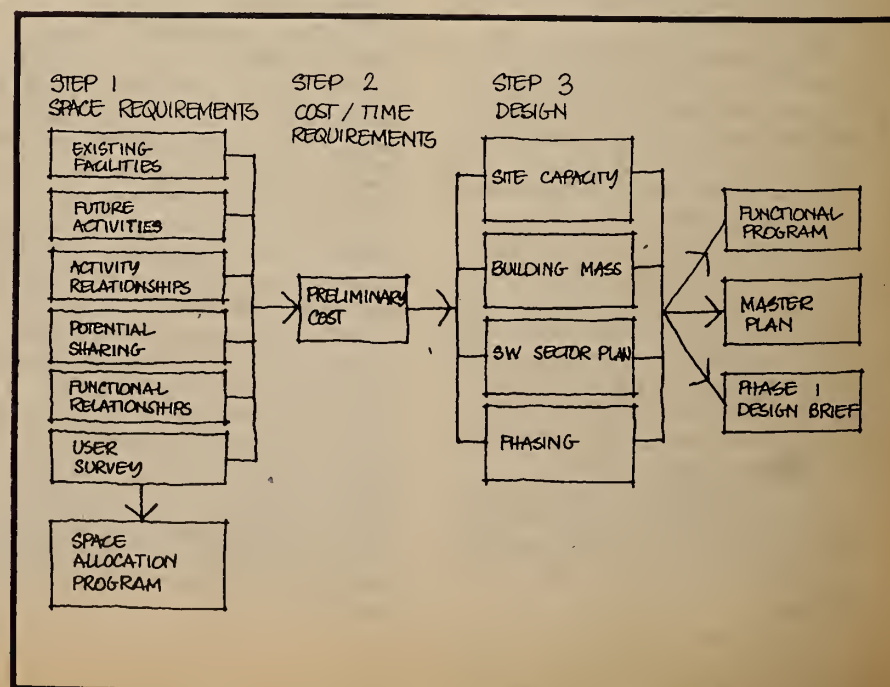 STEP 1
SPACE REQUIREMENTS
EXISTING
FACILITIES
FUTURE
ACTIVITIES
ACTIVITY
RELATIONSHIPS
POTENTIAL
SHARING
FUNCTIONAL
RELATIONSHIPS
USER
SURVEY
SPACE
ALLOCATION
PROGRAM
STEP 2
COST / TIME
REQUIREMENTS
PRELIMINARY
COST
STEP 3
DESIGN
SITE CAPACITY
BUILDING MASS
SW SECTOR PLAN
PHASING
FUNCTIONAL
PROGRAM
MASTER
PLAN
PHASE 1
DESIGN BRIEF